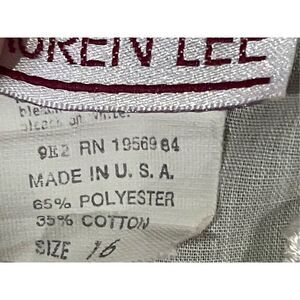 OREN LEE
9E2 RN 1956984
MADE IN U.S.A.
65% POLYESTER
35% COTTON
SIZE 16